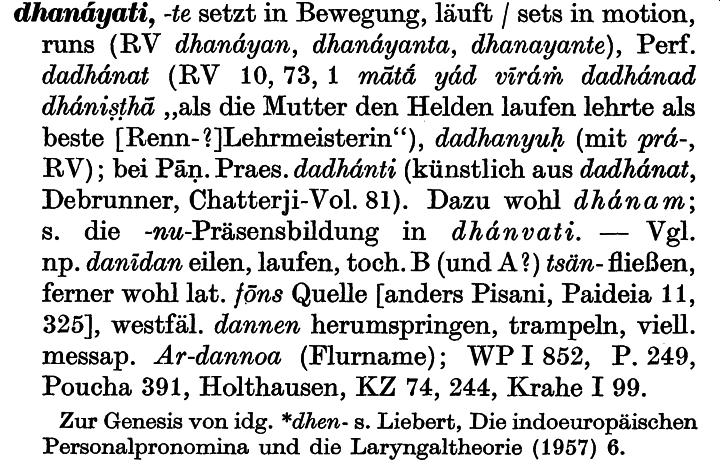 dhanáyati, -te setzt in Bewegung, läuft / sets in motion,
runs (RV dhanáyan, dhanáyanta, dhanayante), Perf.
dadhánat (RV 10, 73, 1 mātā́ yád vīráṁ dadhánad
dhániṣṭhā „als die Mutter den Helden laufen lehrte als
beste [Renn-?]Lehrmeisterin“), dadhanyuḥ (mit prá-,
RV); bei Pāṇ. Praes. dadhánti (künstlich aus dadhánat,
Debrunner, Chatterji-Vol. 81). Dazu wohl dhánam;
s. die -nu-Präsensbildung in dhánvati. — Vgl.
np. danīdan eilen, laufen, toch. B (und A?) tsän- fließen,
ferner wohl lat. fōns Quelle [anders Pisani, Paideia 11,
325], westfäl. dannen herumspringen, trampeln, viell.
messap. Ar-dannoa (Flurname); WP I 852, P. 249,
Poucha 391, Holthausen, KZ 74, 244, Krahe I 99.
Zur Genesis von idg. *dhen- s. Liebert, Die indoeuropäischen
Personalpronomina und die Laryngaltheorie (1957) 6.